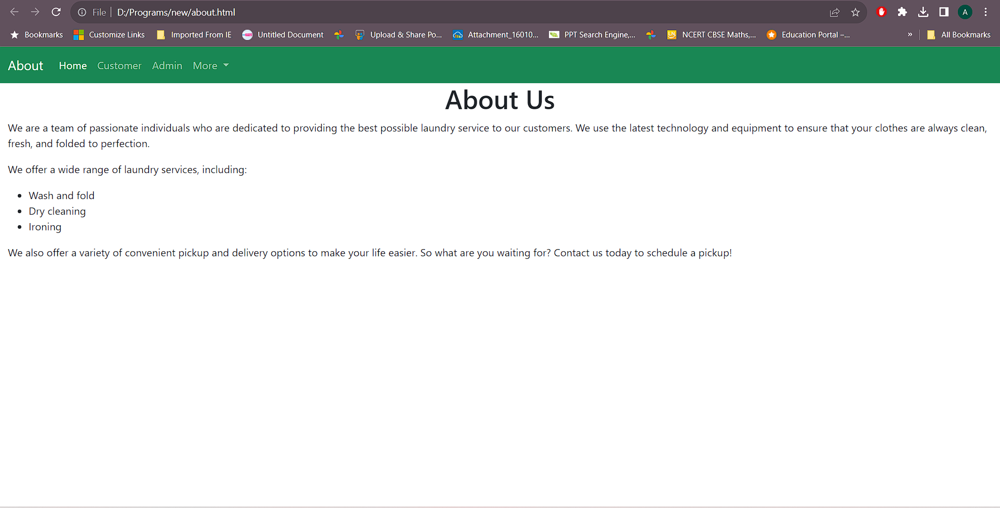 File D:/Programs/new/about.html A
Bookmarks Customize Links Imported From IE Untitled Document Upload & Share Po... Attachment_16010... PPT Search Engine,... LN NCERT CBSE Maths,... Education Portal –... » All Bookmarks
About Home Customer Admin More
About Us
We are a team of passionate individuals who are dedicated to providing the best possible laundry service to our customers. We use the latest technology and equipment to ensure that your clothes are always clean,
fresh, and folded to perfection.
We offer a wide range of laundry services, including:
• Wash and fold
• Dry cleaning
• Ironing
We also offer a variety of convenient pickup and delivery options to make your life easier. So what are you waiting for? Contact us today to schedule a pickup!